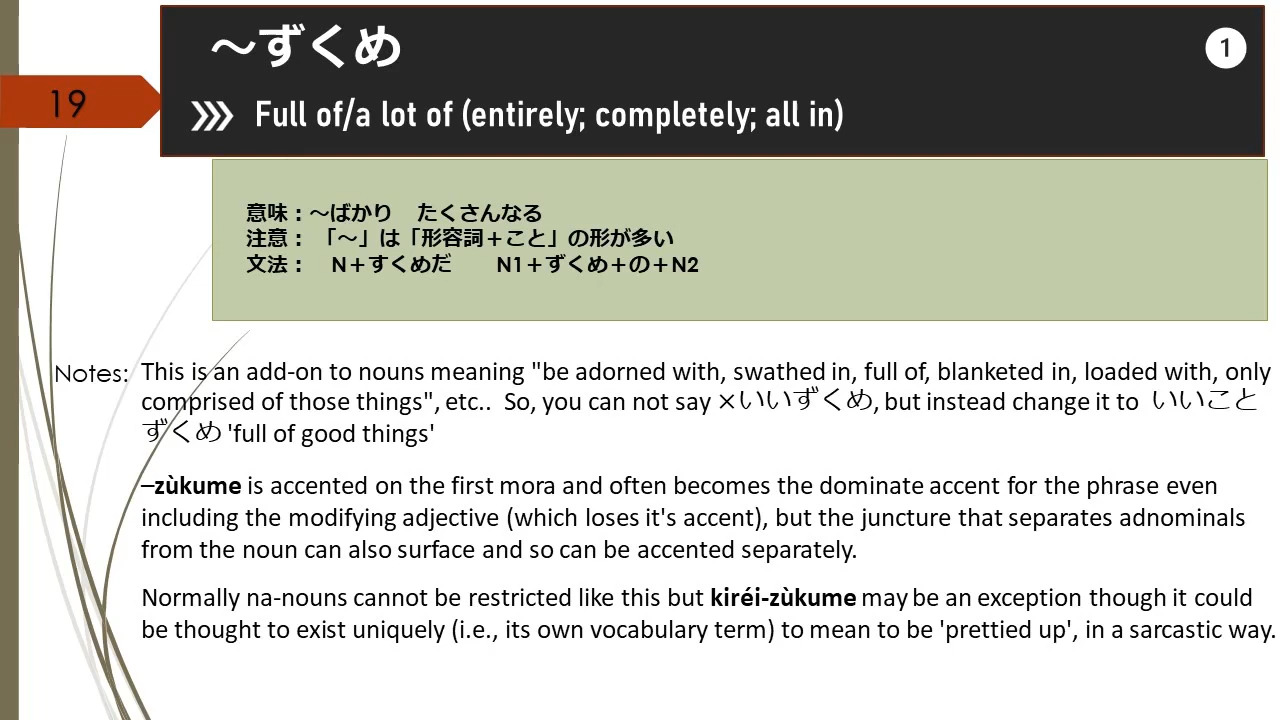 ～ずくめ
1
19
Full of/a lot of (entirely; completely; all in)
意味：～ばかり　たくさんなる
注意：「～」は「形容詞＋こと」の形が多い
文法：　N＋すくめだ　　N1＋ずくめ＋の＋N2
Notes: This is an add-on to nouns meaning "be adorned with, swathed in, full of, blanketed in, loaded with, only
comprised of those things", etc.. So, you can not say ×いいずくめ, but instead change it to いいこと
ずくめ 'full of good things'
–zùkume is accented on the first mora and often becomes the dominate accent for the phrase even
including the modifying adjective (which loses it's accent), but the juncture that separates adnominals
from the noun can also surface and so can be accented separately.
Normally na-nouns cannot be restricted like this but kiréi-zùkume may be an exception though it could
be thought to exist uniquely (i.e., its own vocabulary term) to mean to be 'prettied up', in a sarcastic way.